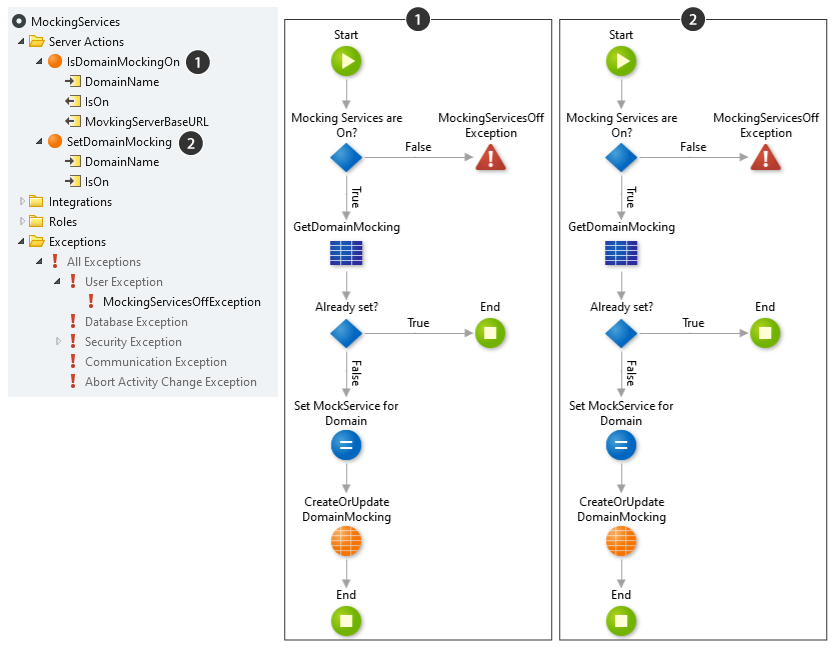 MockingServices
Server Actions
IsDomainMockingOn
1
DomainName
IsOn
MovkingServerBaseURL
SetDomainMocking
2
DomainName
IsOn
Integrations
Roles
Exceptions
All Exceptions
User Exception
MockingServicesOffException
Database Exception
Security Exception
Communication Exception
Abort Activity Change Exception
1
Start
Mocking Services are
On?
MockingServicesOff
Exception
False
True
GetDomainMocking
Already set?
End
True
False
Set MockService for
Domain
CreateOrUpdate
DomainMocking
End
2
Start
Mocking Services are
On?
MockingServicesOff
Exception
False
True
GetDomainMocking
Already set?
End
True
False
Set MockService for
Domain
CreateOrUpdate
DomainMocking
End